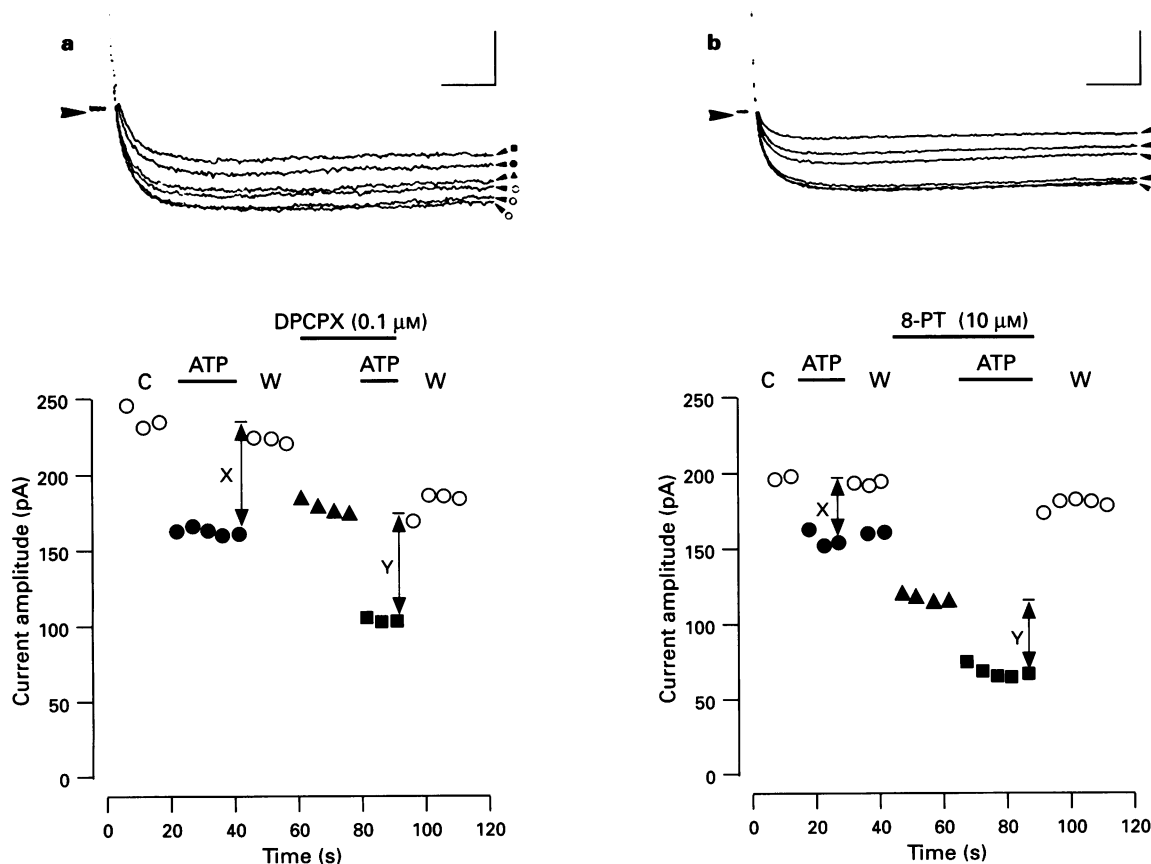 a
b
DPCPX (0.1 μM)
ATP
ATP
C
W
W
250
200
150
100
50
0
Current amplitude (pA)
X
Y
0
20
40
60
80
100
120
Time (s)
8-PT (10 μM)
ATP
ATP
C
W
W
250
200
150
100
50
0
Current amplitude (pA)
X
Y
0
20
40
60
80
100
120
Time (s)